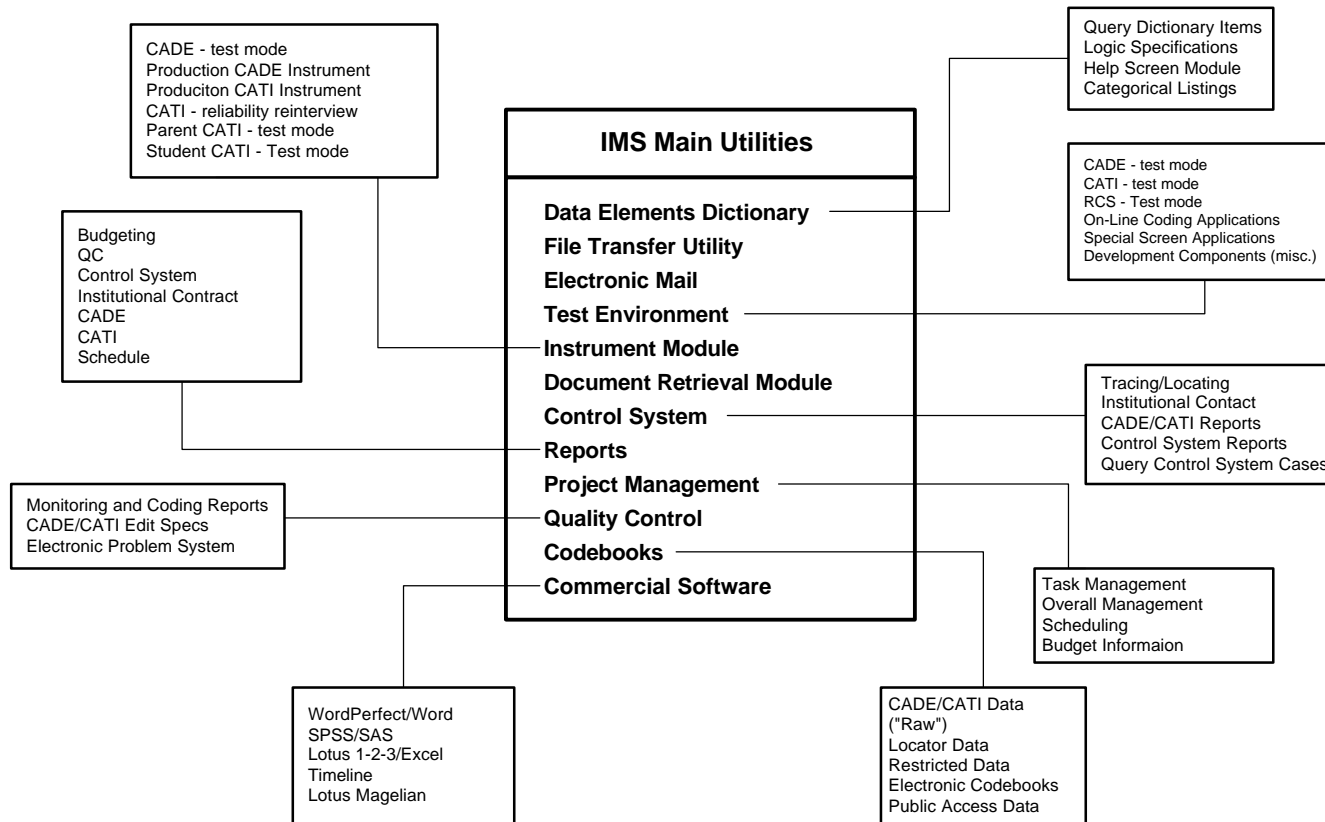 CADE - test mode
Production CADE Instrument
Produciton CATI Instrument
CATI - reliability reinterview
Parent CATI - test mode
Student CATI - Test mode
Query Dictionary Items
Logic Specifications
Help Screen Module
Categorical Listings
IMS Main Utilities
Data Elements Dictionary
File Transfer Utility
Electronic Mail
Test Environment
Instrument Module
Document Retrieval Module
Control System
Reports
Project Management
Quality Control
Codebooks
Commercial Software
CADE - test mode
CATI - test mode
RCS - Test mode
On-Line Coding Applications
Special Screen Applications
Development Components (misc.)
Budgeting
QC
Control System
Institutional Contract
CADE
CATI
Schedule
Tracing/Locating
Institutional Contact
CADE/CATI Reports
Control System Reports
Query Control System Cases
Monitoring and Coding Reports
CADE/CATI Edit Specs
Electronic Problem System
Task Management
Overall Management
Scheduling
Budget Informaion
WordPerfect/Word
SPSS/SAS
Lotus 1-2-3/Excel
Timeline
Lotus Magelian
CADE/CATI Data
("Raw")
Locator Data
Restricted Data
Electronic Codebooks
Public Access Data